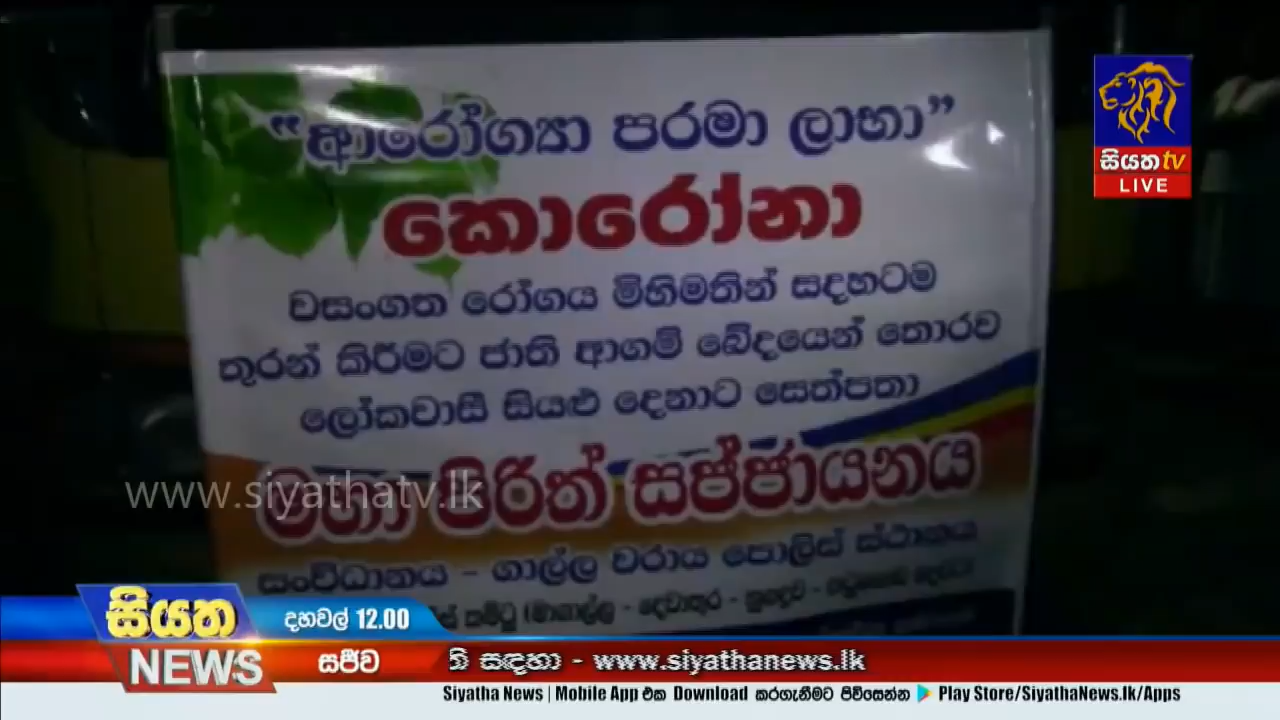 “ආරෝග්‍යා පරමා ලාභා”
කොරෝනා
වසංගත රෝගය මිහිමතින් සදහටම
තුරන් කිරීමට ජාති ආගම් බේදයෙන් තොරව
ලෝකවාසී සියළු දෙනාට සෙත්පතා
මහා පිරිත් සජ්ජායනය
සංවිධානය - ගාල්ල වරාය පොලිස් ස්ථානය
කමිටු (මාගාල්ල - දෙවාතුර -
සියත tv
LIVE
www.siyathatv.lk
සියත
NEWS
දහවල් 12.00
සජීව
ති සඳහා - www.siyathanews.lk
Siyatha News | Mobile App එක Download කරගැනීමට පිවිසෙන්න Play Store/SiyathaNews.lk/Apps